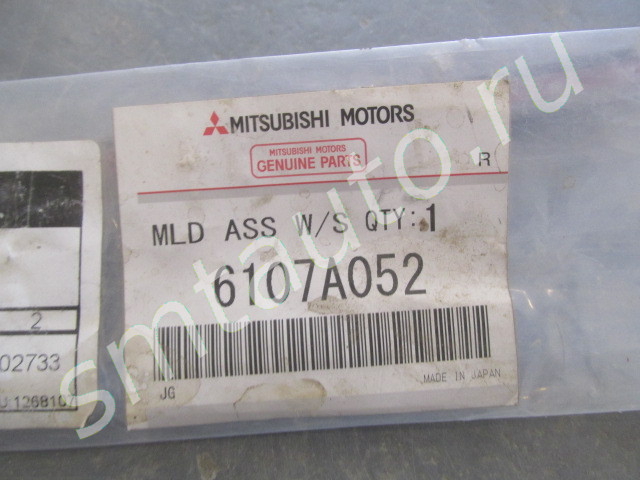 MITSUBISHI MOTORS
MITSUBISHI MOTORS
GENUINE PARTS
R
MLD ASS W/S QTY:1
6107A052
JG
MADE IN JAPAN
2
02733
1268107
smtauto.ru